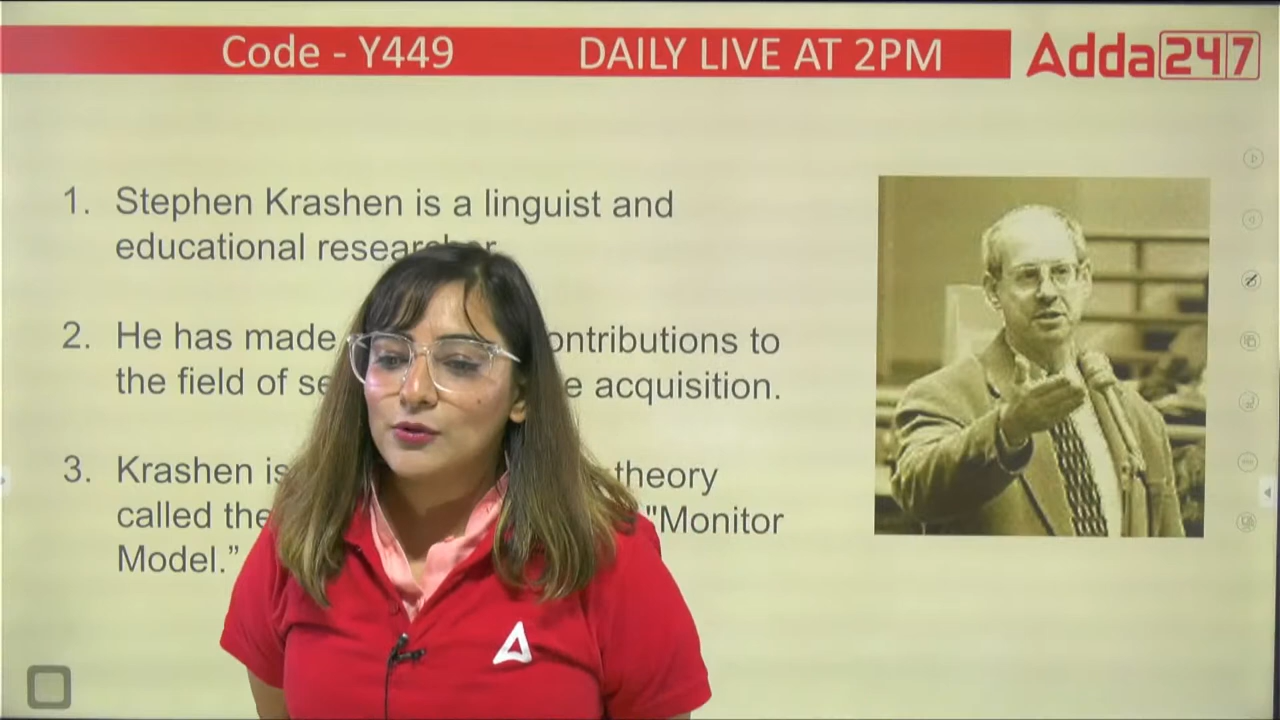 Code - Y449 DAILY LIVE AT 2PM Adda247
1. Stephen Krashen is a linguist and
educational researcher
2. He has made ontributions to
the field of se e acquisition.
3. Krashen is theory
called the "Monitor
Model.”